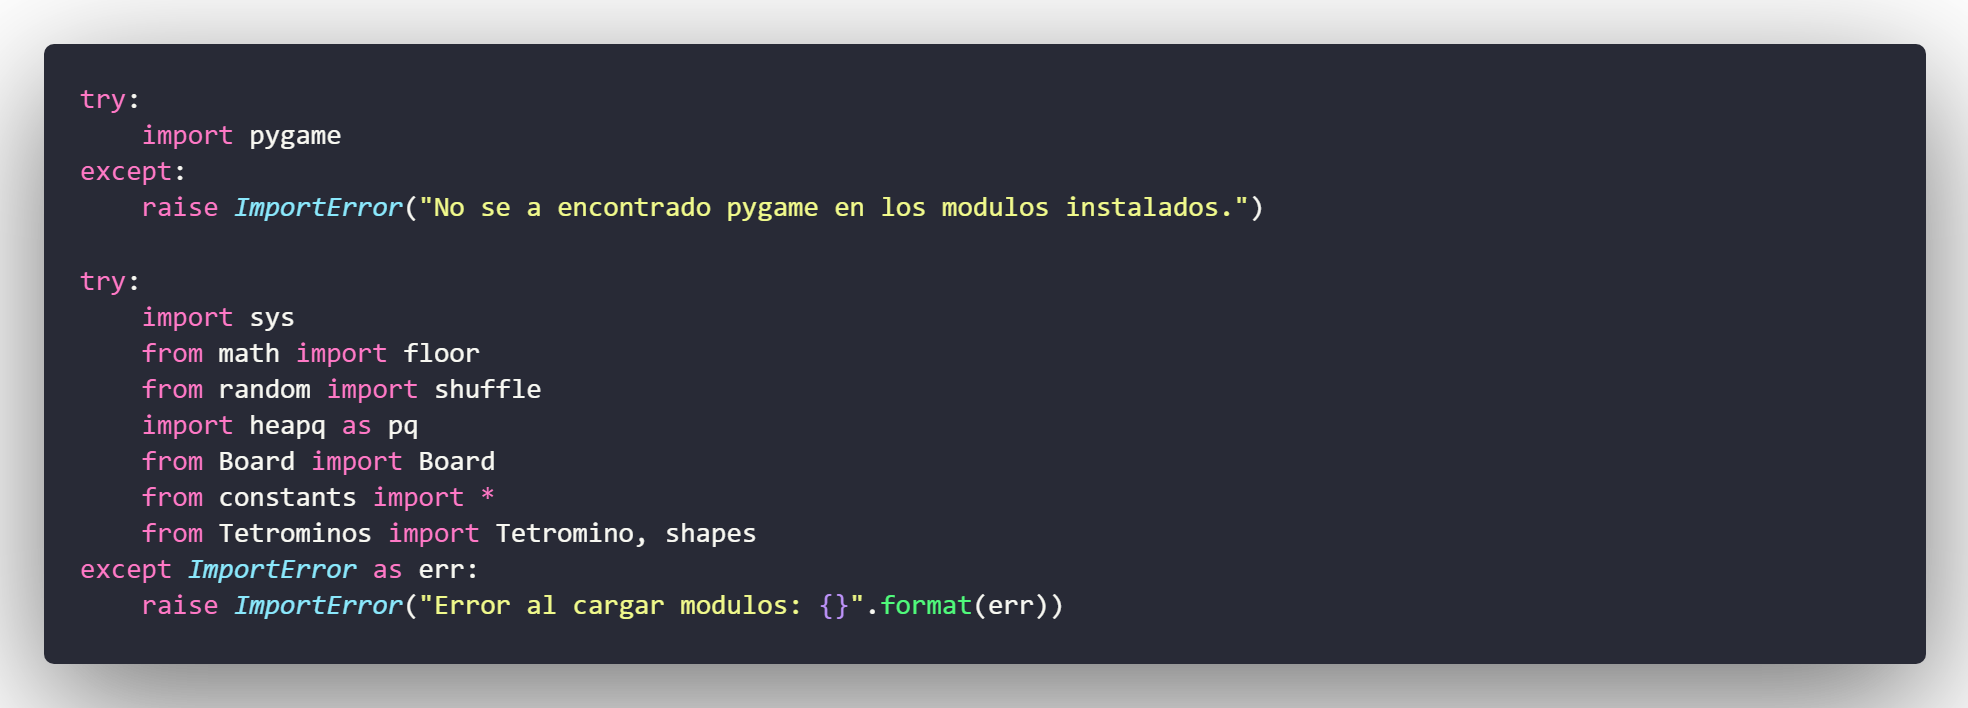 try:
    import pygame
except:
    raise ImportError("No se a encontrado pygame en los modulos instalados.")

try:
    import sys
    from math import floor
    from random import shuffle
    import heapq as pq
    from Board import Board
    from constants import *
    from Tetrominos import Tetromino, shapes
except ImportError as err:
    raise ImportError("Error al cargar modulos: {}".format(err))